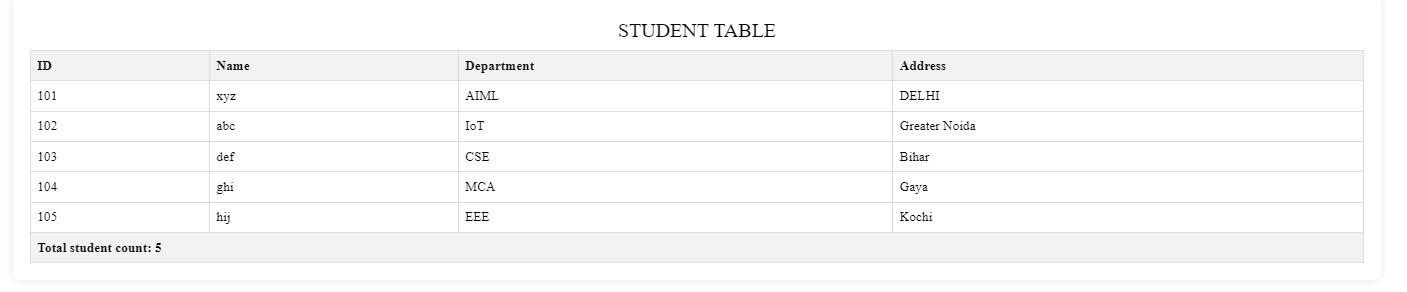 STUDENT TABLE
ID Name Department Address
101 xyz AIML DELHI
102 abc IoT Greater Noida
103 def CSE Bihar
104 ghi MCA Gaya
105 hij EEE Kochi
Total student count: 5